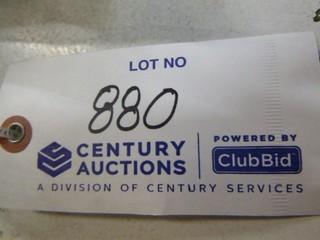 LOT NO
880
CENTURY AUCTIONS
POWERED BY
ClubBid
A DIVISION OF CENTURY SERVICES